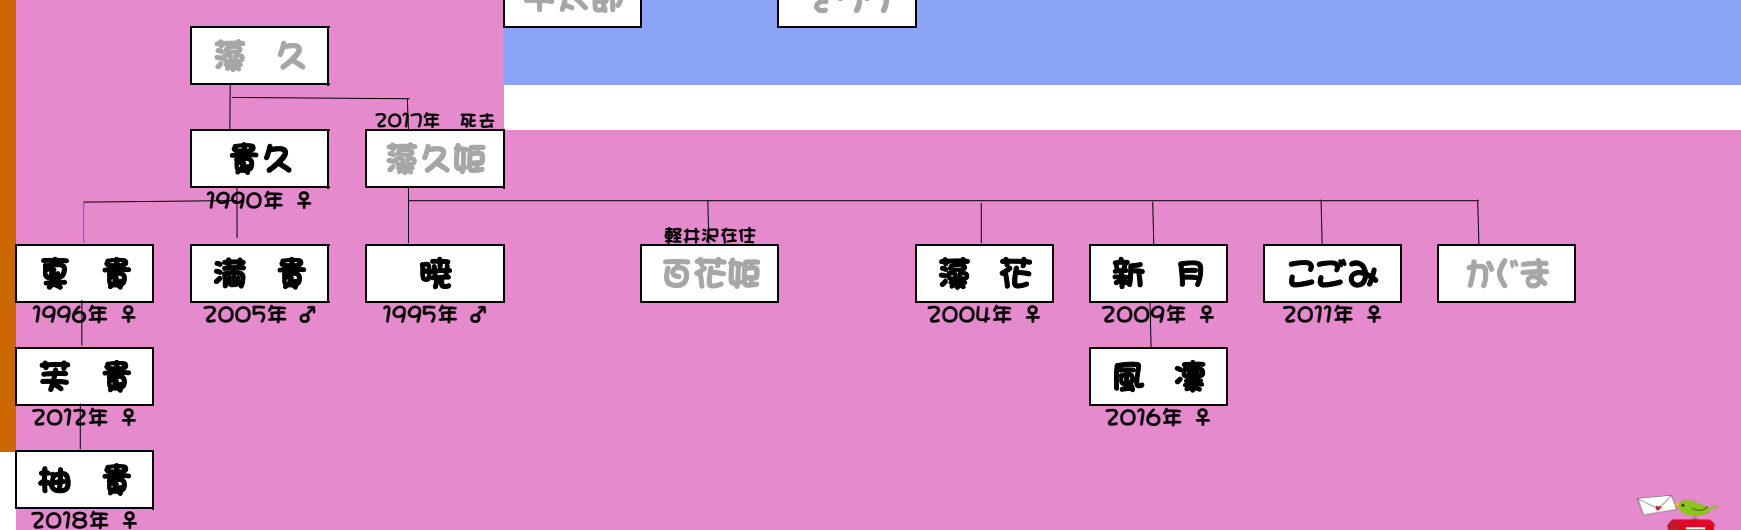 藻 久
2017年 死去
貴久
藻久姫
1990年 ♀
軽井沢在住
真 貴
満 貴
暁
百花姫
藻 花
新 月
こごみ
かぐま
1996年 ♀
2005年 ♂
1995年 ♂
2004年 ♀
2009年 ♀
2011年 ♀
芙 貴
風 凛
2012年 ♀
2016年 ♀
柚 貴
2018年 ♀